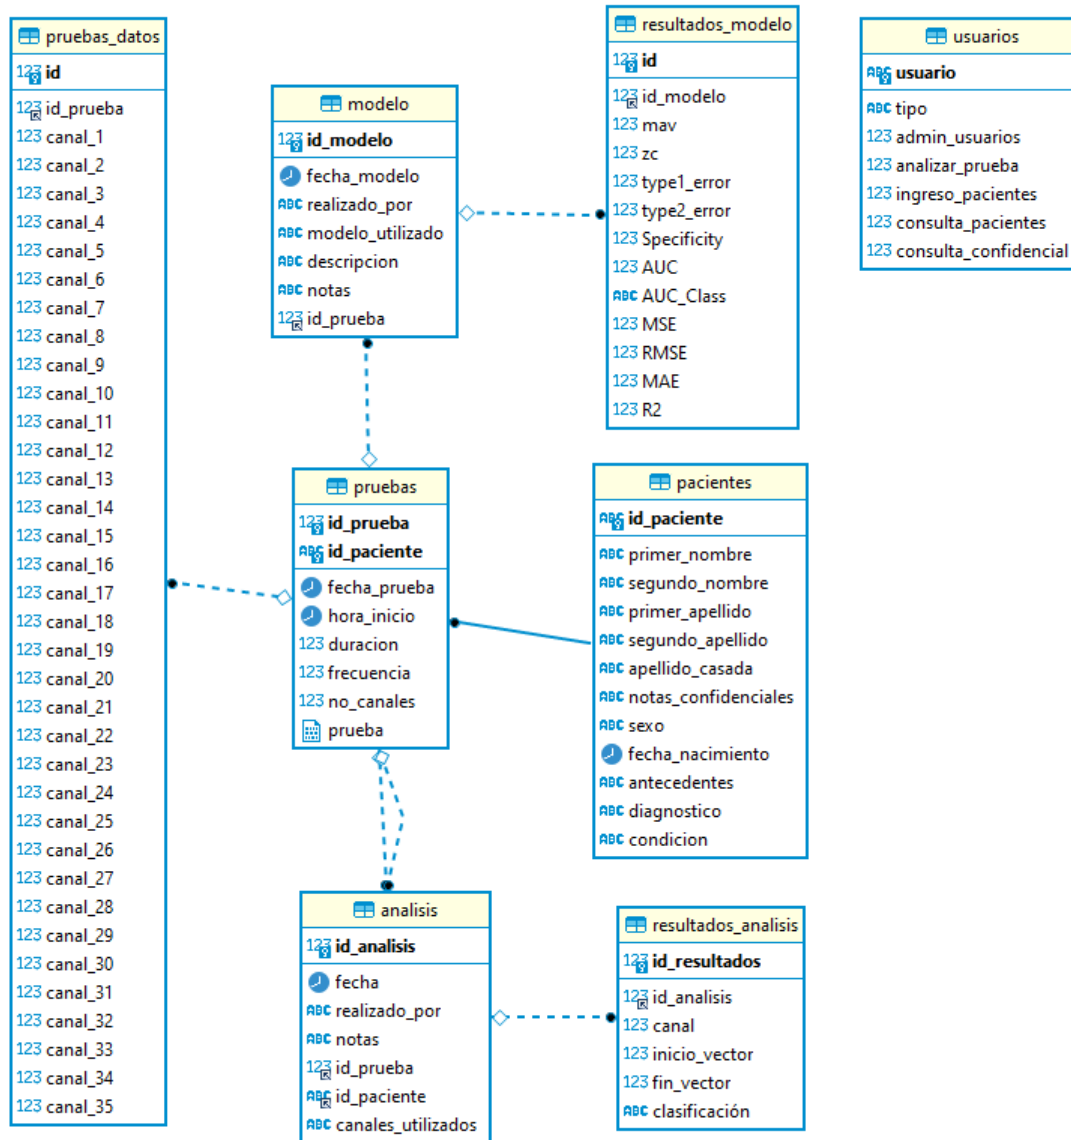 pruebas_datos
id
id_prueba
canal_1
canal_2
canal_3
canal_4
canal_5
canal_6
canal_7
canal_8
canal_9
canal_10
canal_11
canal_12
canal_13
canal_14
canal_15
canal_16
canal_17
canal_18
canal_19
canal_20
canal_21
canal_22
canal_23
canal_24
canal_25
canal_26
canal_27
canal_28
canal_29
canal_30
canal_31
canal_32
canal_33
canal_34
canal_35
modelo
id_modelo
fecha_modelo
realizado_por
modelo_utilizado
descripcion
notas
id_prueba
resultados_modelo
id
id_modelo
mav
zc
type1_error
type2_error
Specificity
AUC
AUC_Class
MSE
RMSE
MAE
R2
usuarios
usuario
tipo
admin_usuarios
analizar_prueba
ingreso_pacientes
consulta_pacientes
consulta_confidencial
pruebas
id_prueba
id_paciente
fecha_prueba
hora_inicio
duracion
frecuencia
no_canales
prueba
pacientes
id_paciente
primer_nombre
segundo_nombre
primer_apellido
segundo_apellido
apellido_casada
notas_confidenciales
sexo
fecha_nacimiento
antecedentes
diagnostico
condicion
analisis
id_analisis
fecha
realizado_por
notas
id_prueba
id_paciente
canales_utilizados
resultados_analisis
id_resultados
id_analisis
canal
inicio_vector
fin_vector
clasificación